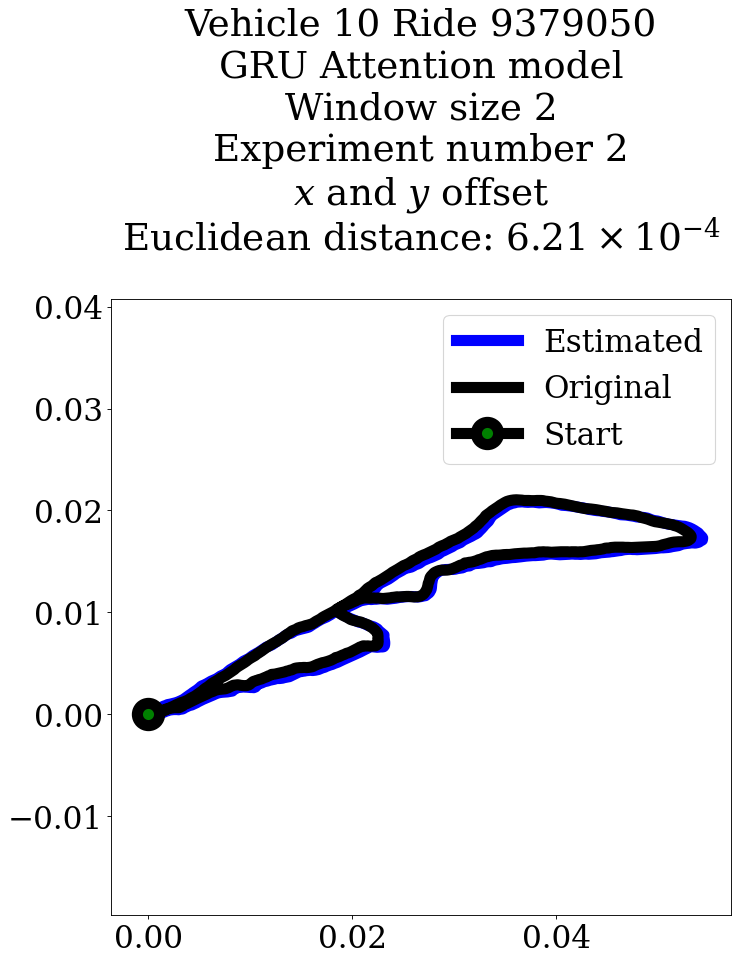 Vehicle 10 Ride 9379050
GRU Attention model
Window size 2
Experiment number 2
x and y offset
Euclidean distance: 6.21 × 10⁻⁴
0.04
0.03
0.02
0.01
0.00
−0.01
Estimated
Original
Start
0.00 0.02 0.04